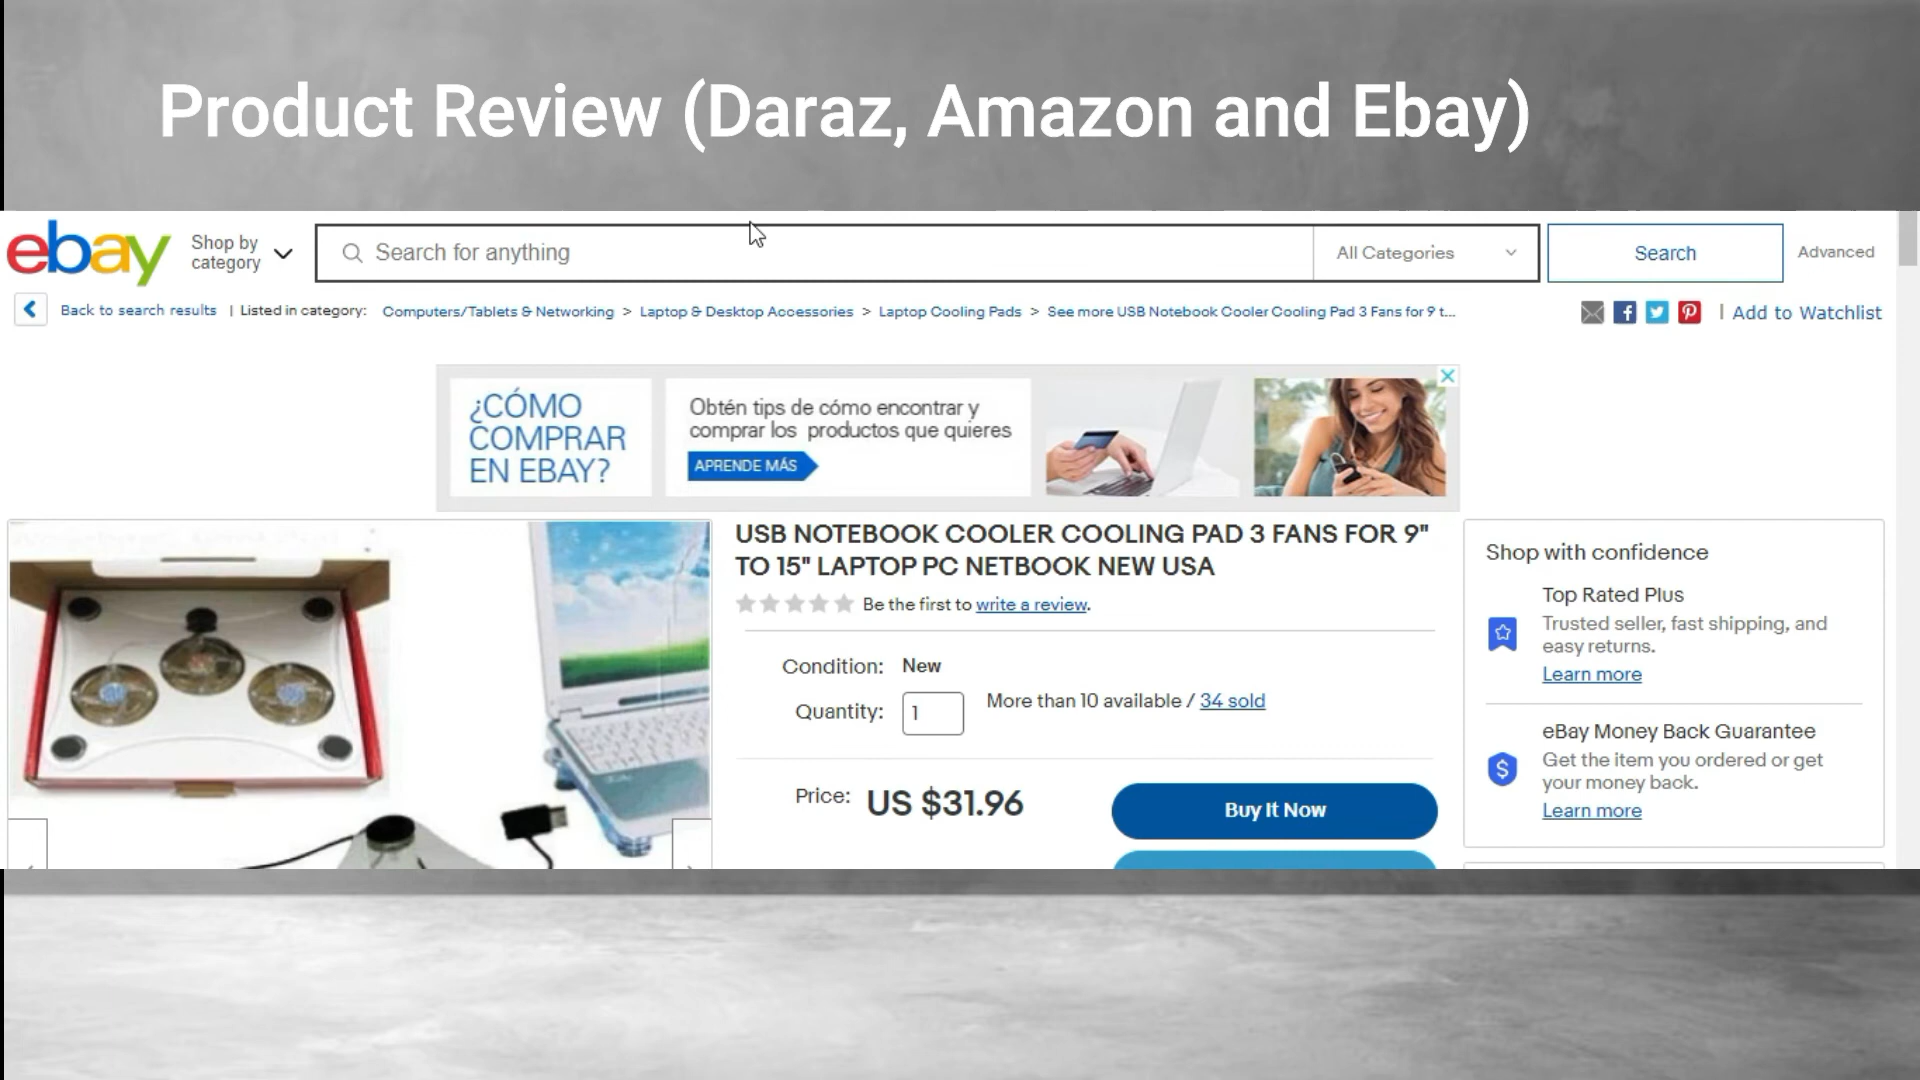 Product Review (Daraz, Amazon and Ebay)
ebay
Shop by
category
Search for anything
All Categories
Search
Advanced
Back to search results | Listed in category: Computers/Tablets & Networking > Laptop & Desktop Accessories > Laptop Cooling Pads > See more USB Notebook Cooler Cooling Pad 3 Fans for 9 t...
| Add to Watchlist
¿CÓMO
COMPRAR
EN EBAY?
Obtén tips de cómo encontrar y
comprar los productos que quieres
APRENDE MÁS
USB NOTEBOOK COOLER COOLING PAD 3 FANS FOR 9"
TO 15" LAPTOP PC NETBOOK NEW USA
Be the first to write a review.
Condition: New
Quantity: 1
More than 10 available / 34 sold
Price: US $31.96
Buy It Now
Shop with confidence
Top Rated Plus
Trusted seller, fast shipping, and
easy returns.
Learn more
eBay Money Back Guarantee
Get the item you ordered or get
your money back.
Learn more